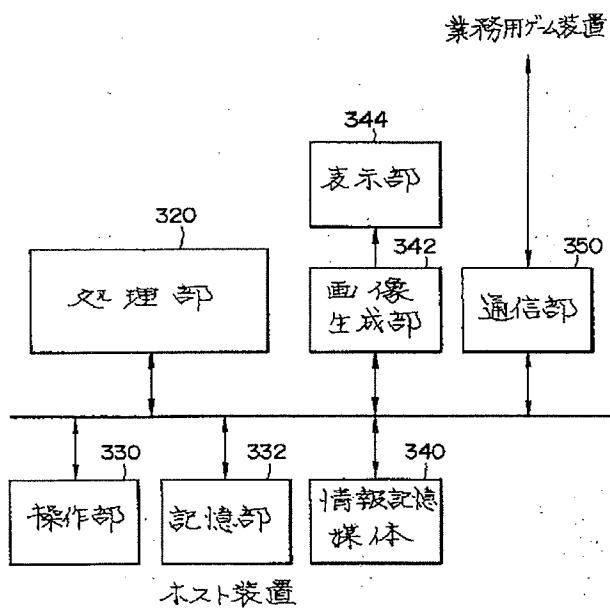 業務用ゲーム装置
344
表示部
320
処理部
342
画像
生成部
350
通信部
330
操作部
332
記憶部
340
情報記憶
媒体
ホスト装置